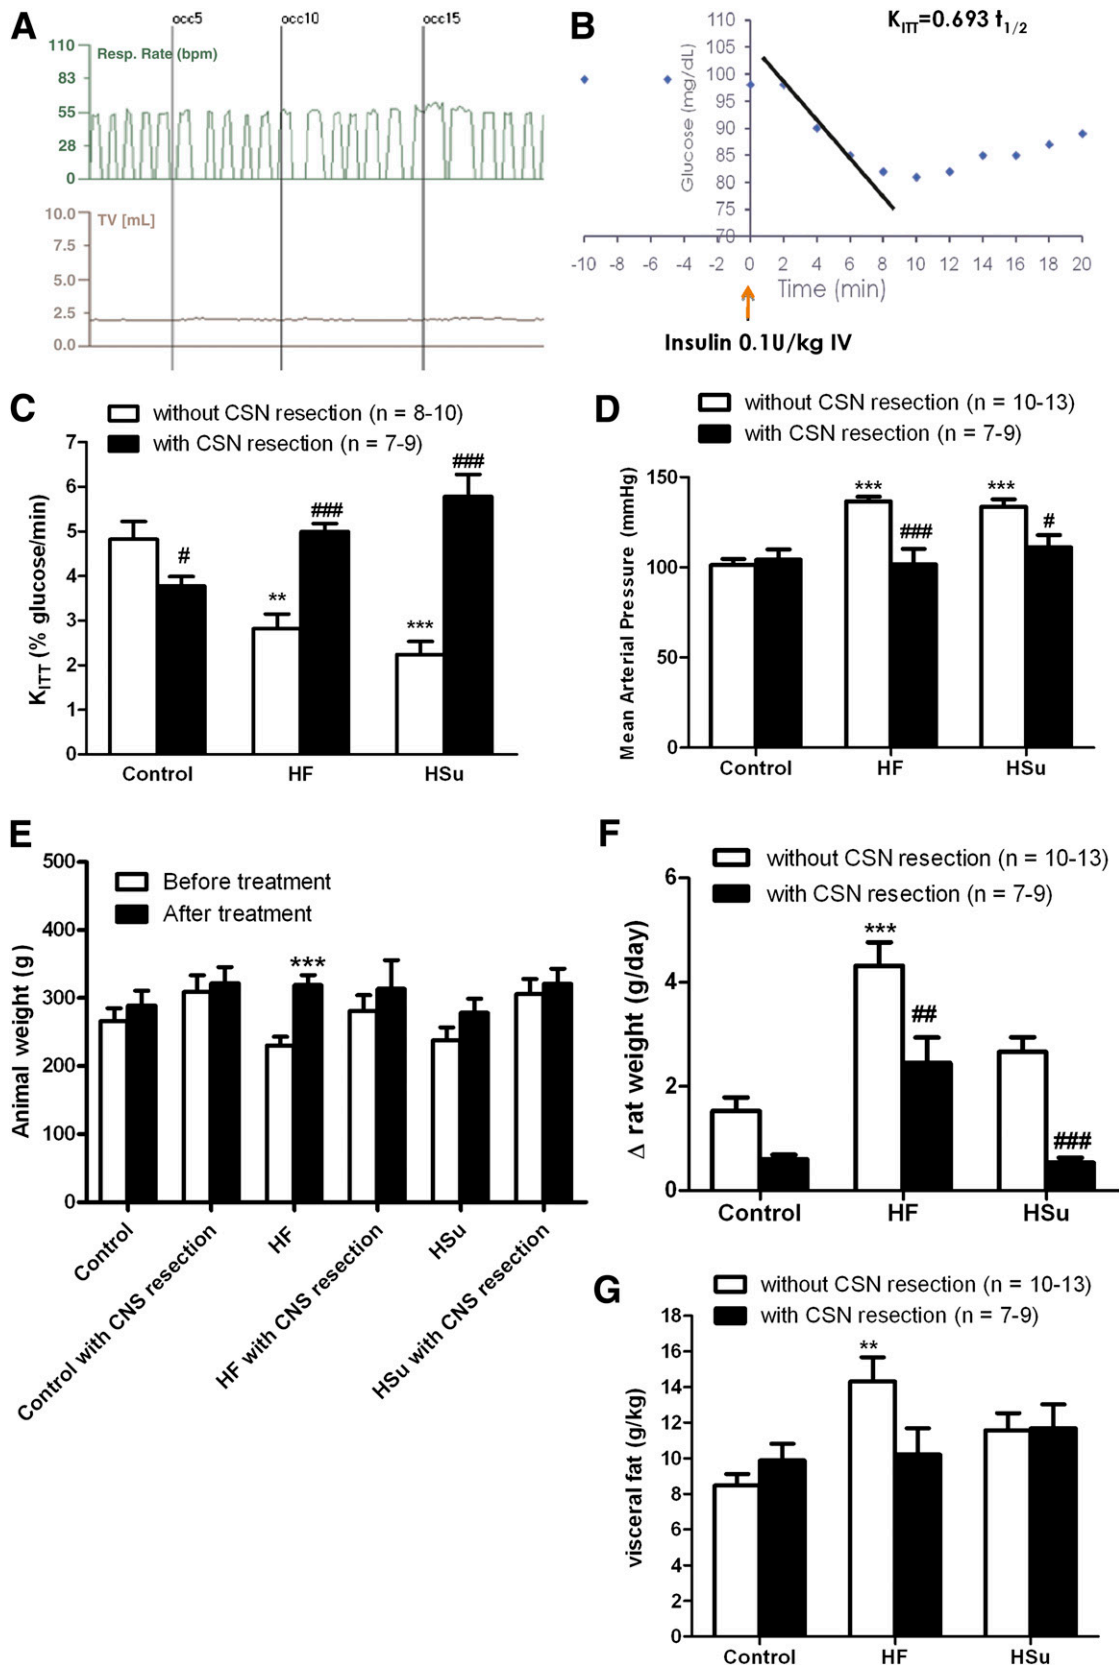 A
occ5
occ10
occ15
110
83
55
28
0
Resp. Rate (bpm)
10.0
7.5
5.0
2.5
0.0
TV [mL]
B
K_ITT=0.693 t_1/2
110
105
100
95
90
85
80
75
70
Glucose (mg/dL)
-10 -8 -6 -4 -2 0 2 4 6 8 10 12 14 16 18 20
Time (min)
Insulin 0.1U/kg IV
C
without CSN resection (n = 8-10)
with CSN resection (n = 7-9)
7
6
5
4
3
2
1
0
K_ITT (% glucose/min)
#
**
###
***
###
Control HF HSu
D
without CSN resection (n = 10-13)
with CSN resection (n = 7-9)
150
100
50
0
Mean Arterial Pressure (mmHg)
***
###
***
#
Control HF HSu
E
Before treatment
After treatment
500
400
300
200
100
0
Animal weight (g)
***
Control
Control with CNS resection
HF
HF with CNS resection
HSu
HSu with CNS resection
F
without CSN resection (n = 10-13)
with CSN resection (n = 7-9)
6
4
2
0
Δ rat weight (g/day)
***
##
###
Control HF HSu
G
without CSN resection (n = 10-13)
with CSN resection (n = 7-9)
18
16
14
12
10
8
6
4
2
0
visceral fat (g/kg)
**
Control HF HSu